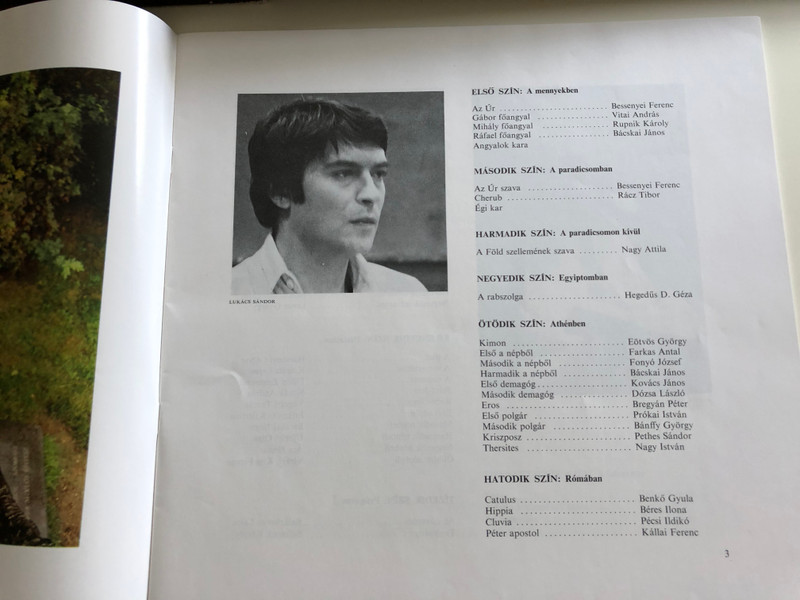 LUKÁCS SÁNDOR
ELSŐ SZÍN: A mennyekben
Az Úr ........................... Bessenyei Ferenc
Gábor főangyal ................... Vitai András
Mihály főangyal ................. Rupnik Károly
Ráfael főangyal .................. Bácskai János
Angyalok kara
MÁSODIK SZÍN: A paradicsomban
Az Úr szava ..................... Bessenyei Ferenc
Cherub ........................... Rácz Tibor
Égi kar
HARMADIK SZÍN: A paradicsomon kívül
A Föld szellemének szava ......... Nagy Attila
NEGYEDIK SZÍN: Egyiptomban
A rabszolga ....................... Hegedűs D. Géza
ÖTÖDIK SZÍN: Athénben
Kimon ........................... Eötvös György
Első a népből ..................... Farkas Antal
Második a népből ................ Fonyó József
Harmadik a népből ............... Bácskai János
Első demagóg ..................... Kovács János
Második demagóg ................ Dózsa László
Eros .............................. Bregyán Péter
Első polgár ....................... Prókai István
Második polgár ................... Bánffy György
Kriszposz .......................... Pethes Sándor
Thersites ......................... Nagy István
HATODIK SZÍN: Rómában
Catulus ............................ Benkő Gyula
Hippia ............................ Béres Ilona
Cluvia ............................. Pécsi Ildikó
Péter apostol ....................... Kállai Ferenc
3